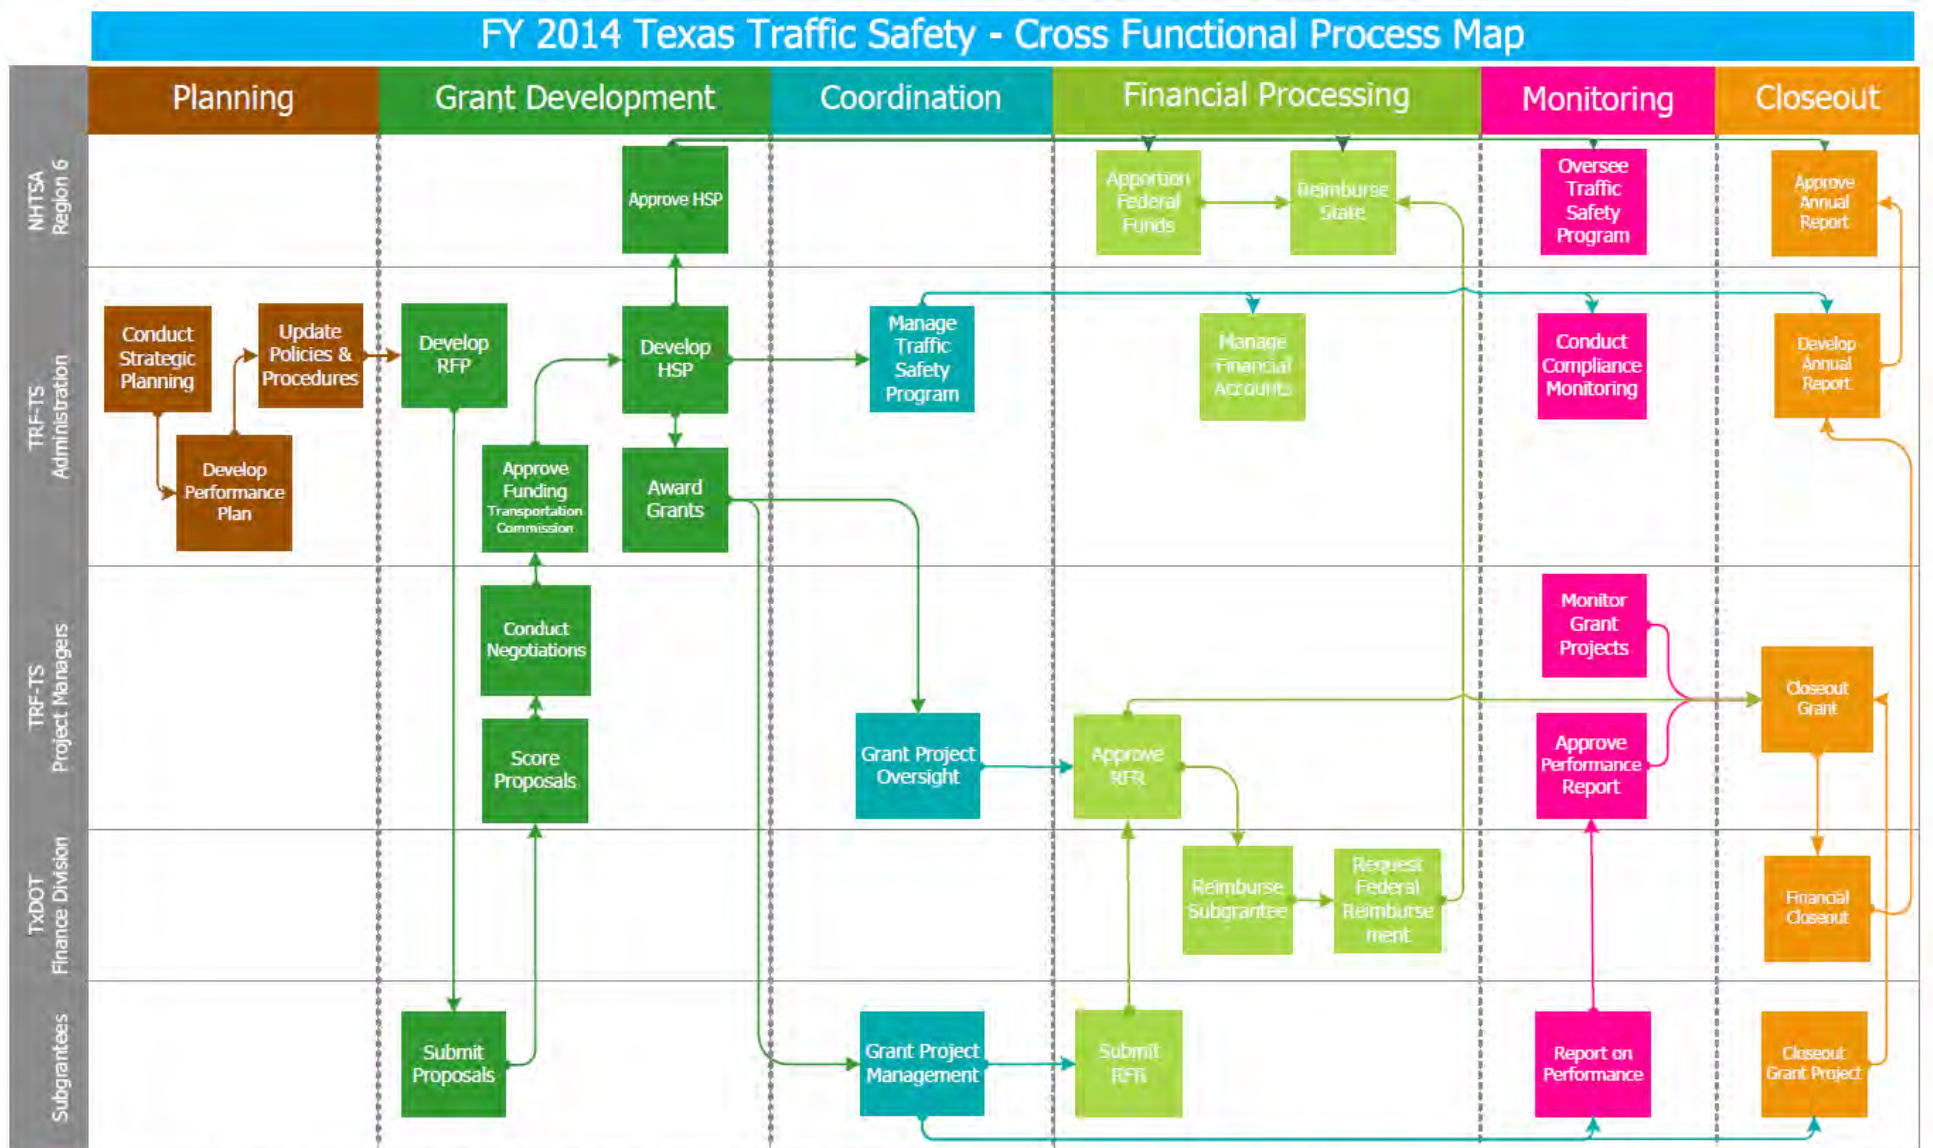 FY 2014 Texas Traffic Safety - Cross Functional Process Map
Planning
Grant Development
Coordination
Financial Processing
Monitoring
Closeout
NHTSA
Region 6
Approve HSP
Apportion
Federal
Funds
Reimburse
State
Oversee
Traffic
Safety
Program
Approve
Annual
Report
TRF-TS
Administration
Conduct
Strategic
Planning
Update
Policies &
Procedures
Develop
Performance
Plan
Develop
RFP
Develop
HSP
Approve
Funding
Transportation
Commission
Award
Grants
Manage
Traffic
Safety
Program
Manage
Financial
Accounts
Conduct
Compliance
Monitoring
Develop
Annual
Report
TRF-TS
Project Managers
Conduct
Negotiations
Score
Proposals
Grant Project
Oversight
Approve
RFR
Monitor
Grant
Projects
Approve
Performance
Report
Closeout
Grant
TxDOT
Finance Division
Reimburse
Subgrantee
Request
Federal
Reimburse
ment
Financial
Closeout
Subgrantees
Submit
Proposals
Grant Project
Management
Submit
RFR
Report on
Performance
Closeout
Grant Project